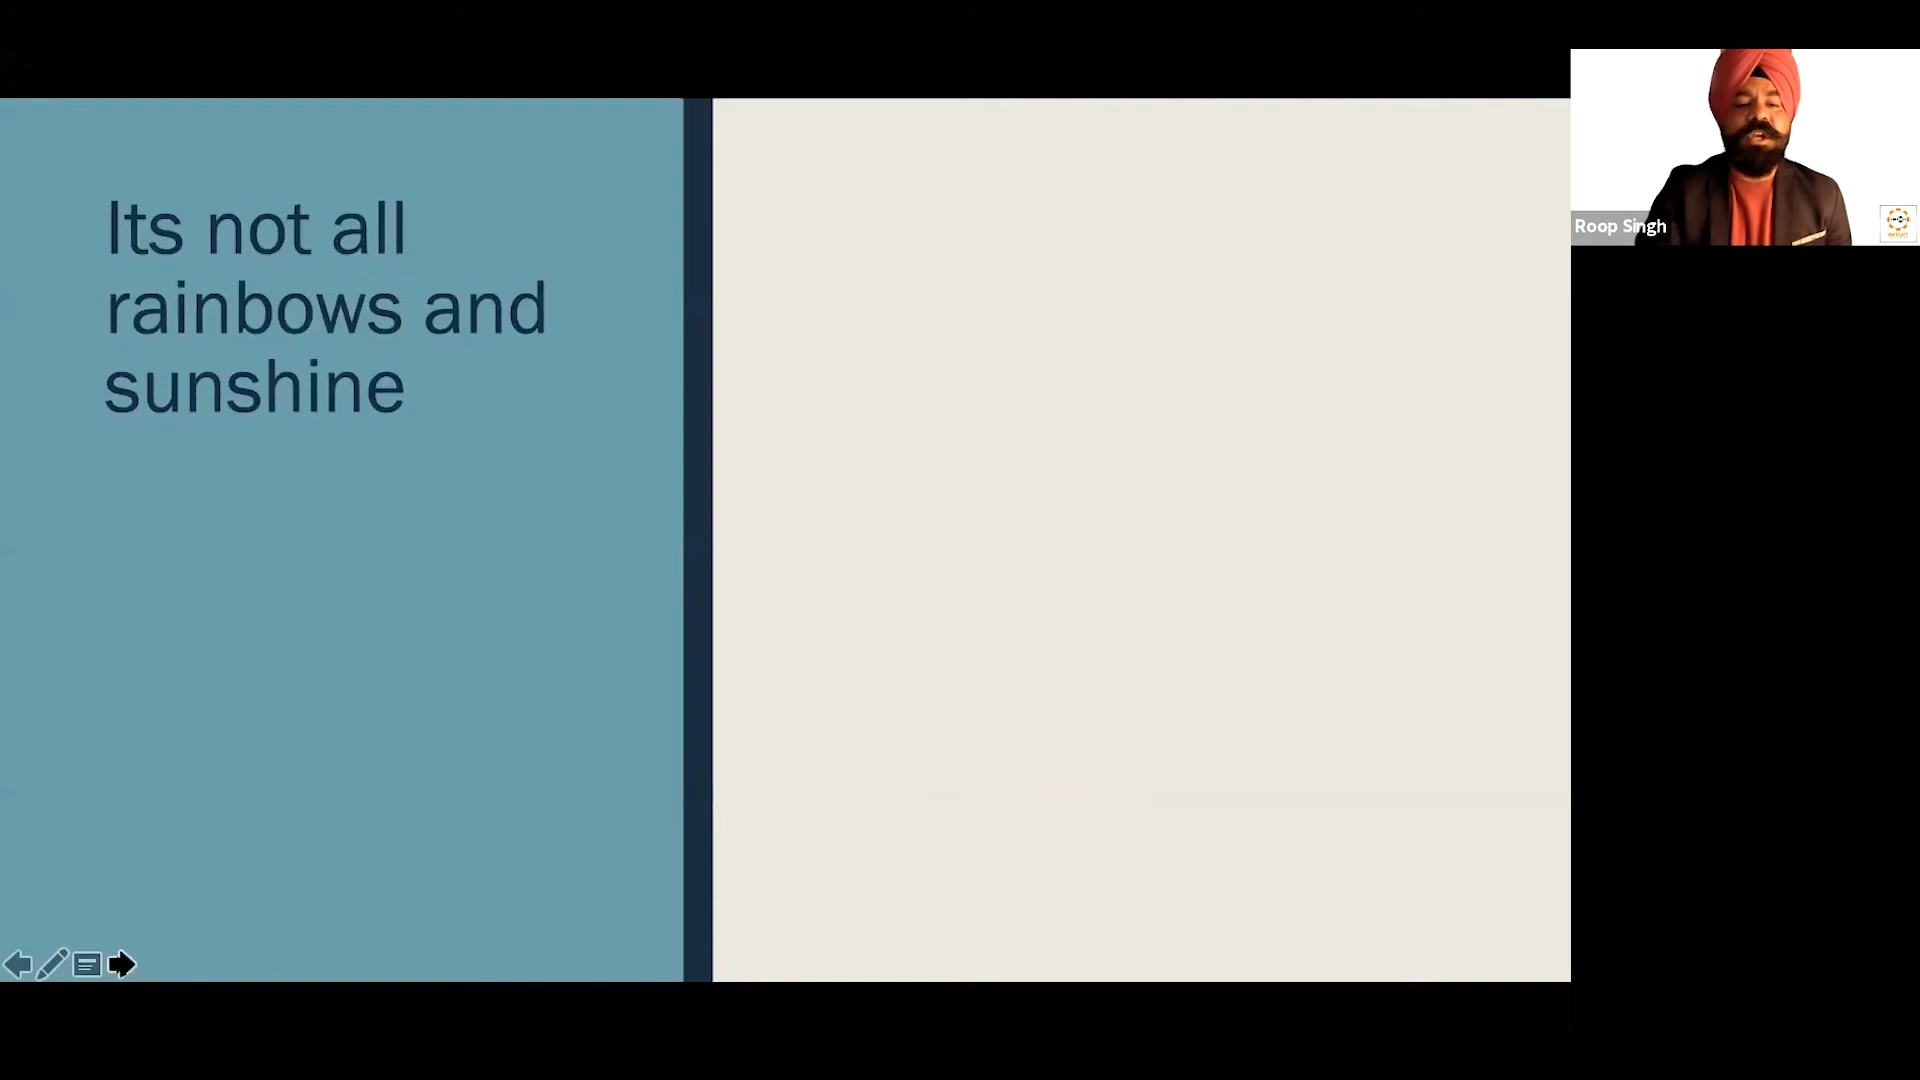 Its not all
rainbows and
sunshine
Roop Singh